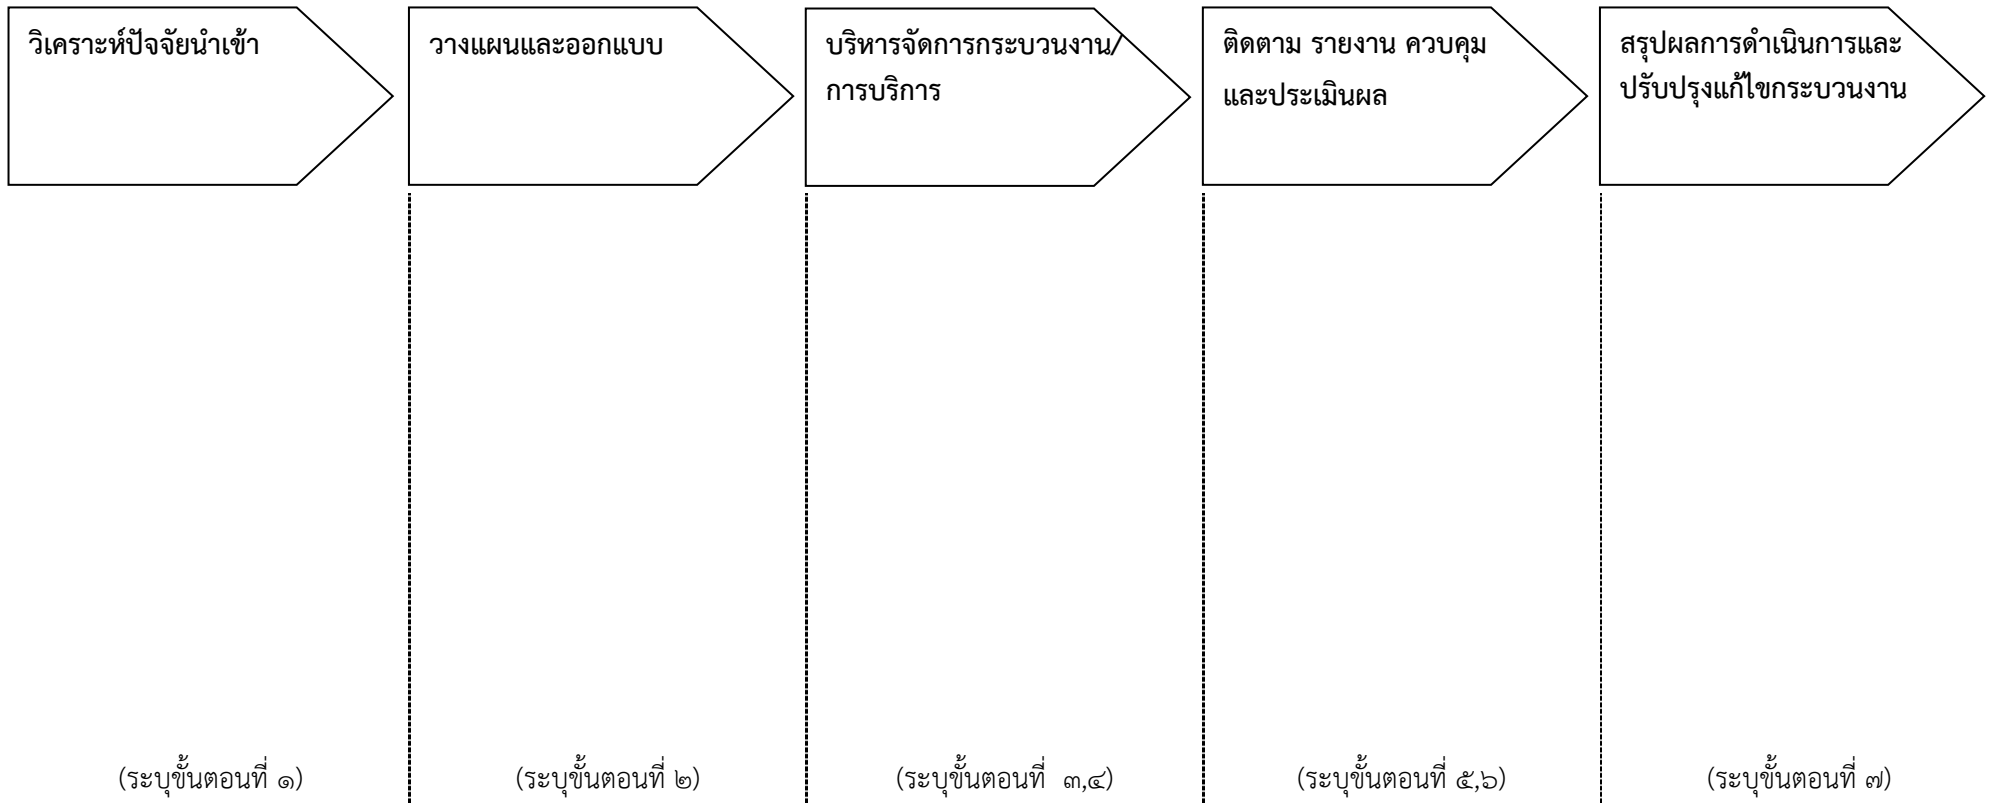 วิเคราะห์ปัจจัยนำเข้า
วางแผนและออกแบบ
บริหารจัดการกระบวนงาน/
การบริการ
ติดตาม รายงาน ควบคุม
และประเมินผล
สรุปผลการดำเนินการและ
ปรับปรุงแก้ไขกระบวนงาน
(ระบุขั้นตอนที่ ๑)
(ระบุขั้นตอนที่ ๒)
(ระบุขั้นตอนที่ ๓,๔)
(ระบุขั้นตอนที่ ๕,๖)
(ระบุขั้นตอนที่ ๗)